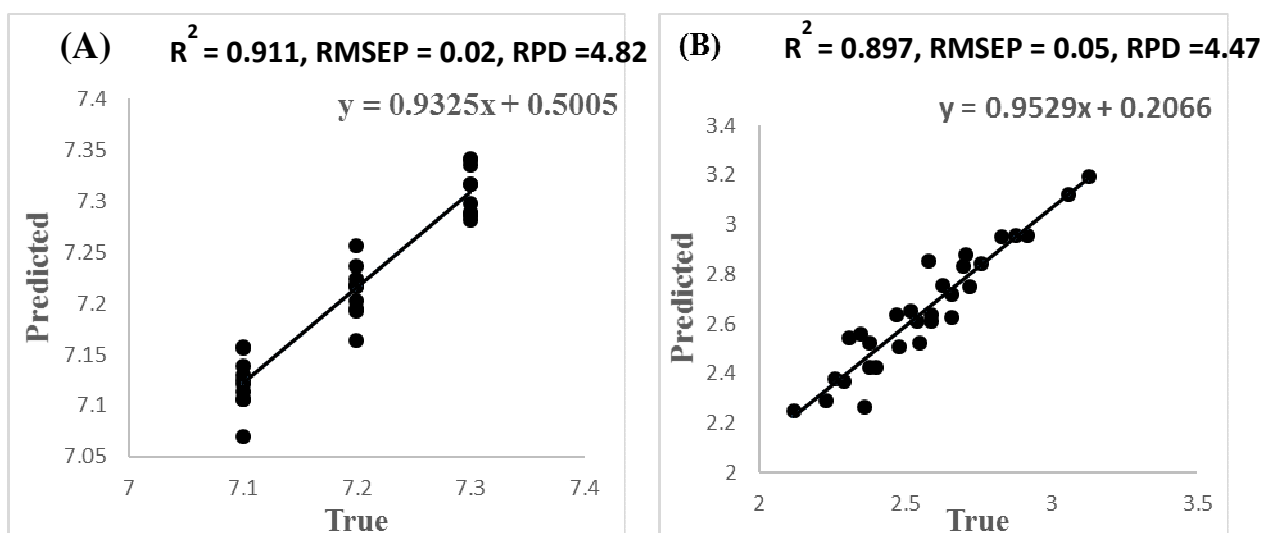 (A) R² = 0.911, RMSEP = 0.02, RPD =4.82
y = 0.9325x + 0.5005
Predicted
7.4
7.35
7.3
7.25
7.2
7.15
7.1
7.05
7 7.1 7.2 7.3 7.4
True
(B) R² = 0.897, RMSEP = 0.05, RPD =4.47
y = 0.9529x + 0.2066
Predicted
3.4
3.2
3
2.8
2.6
2.4
2.2
2
2 2.5 3 3.5
True